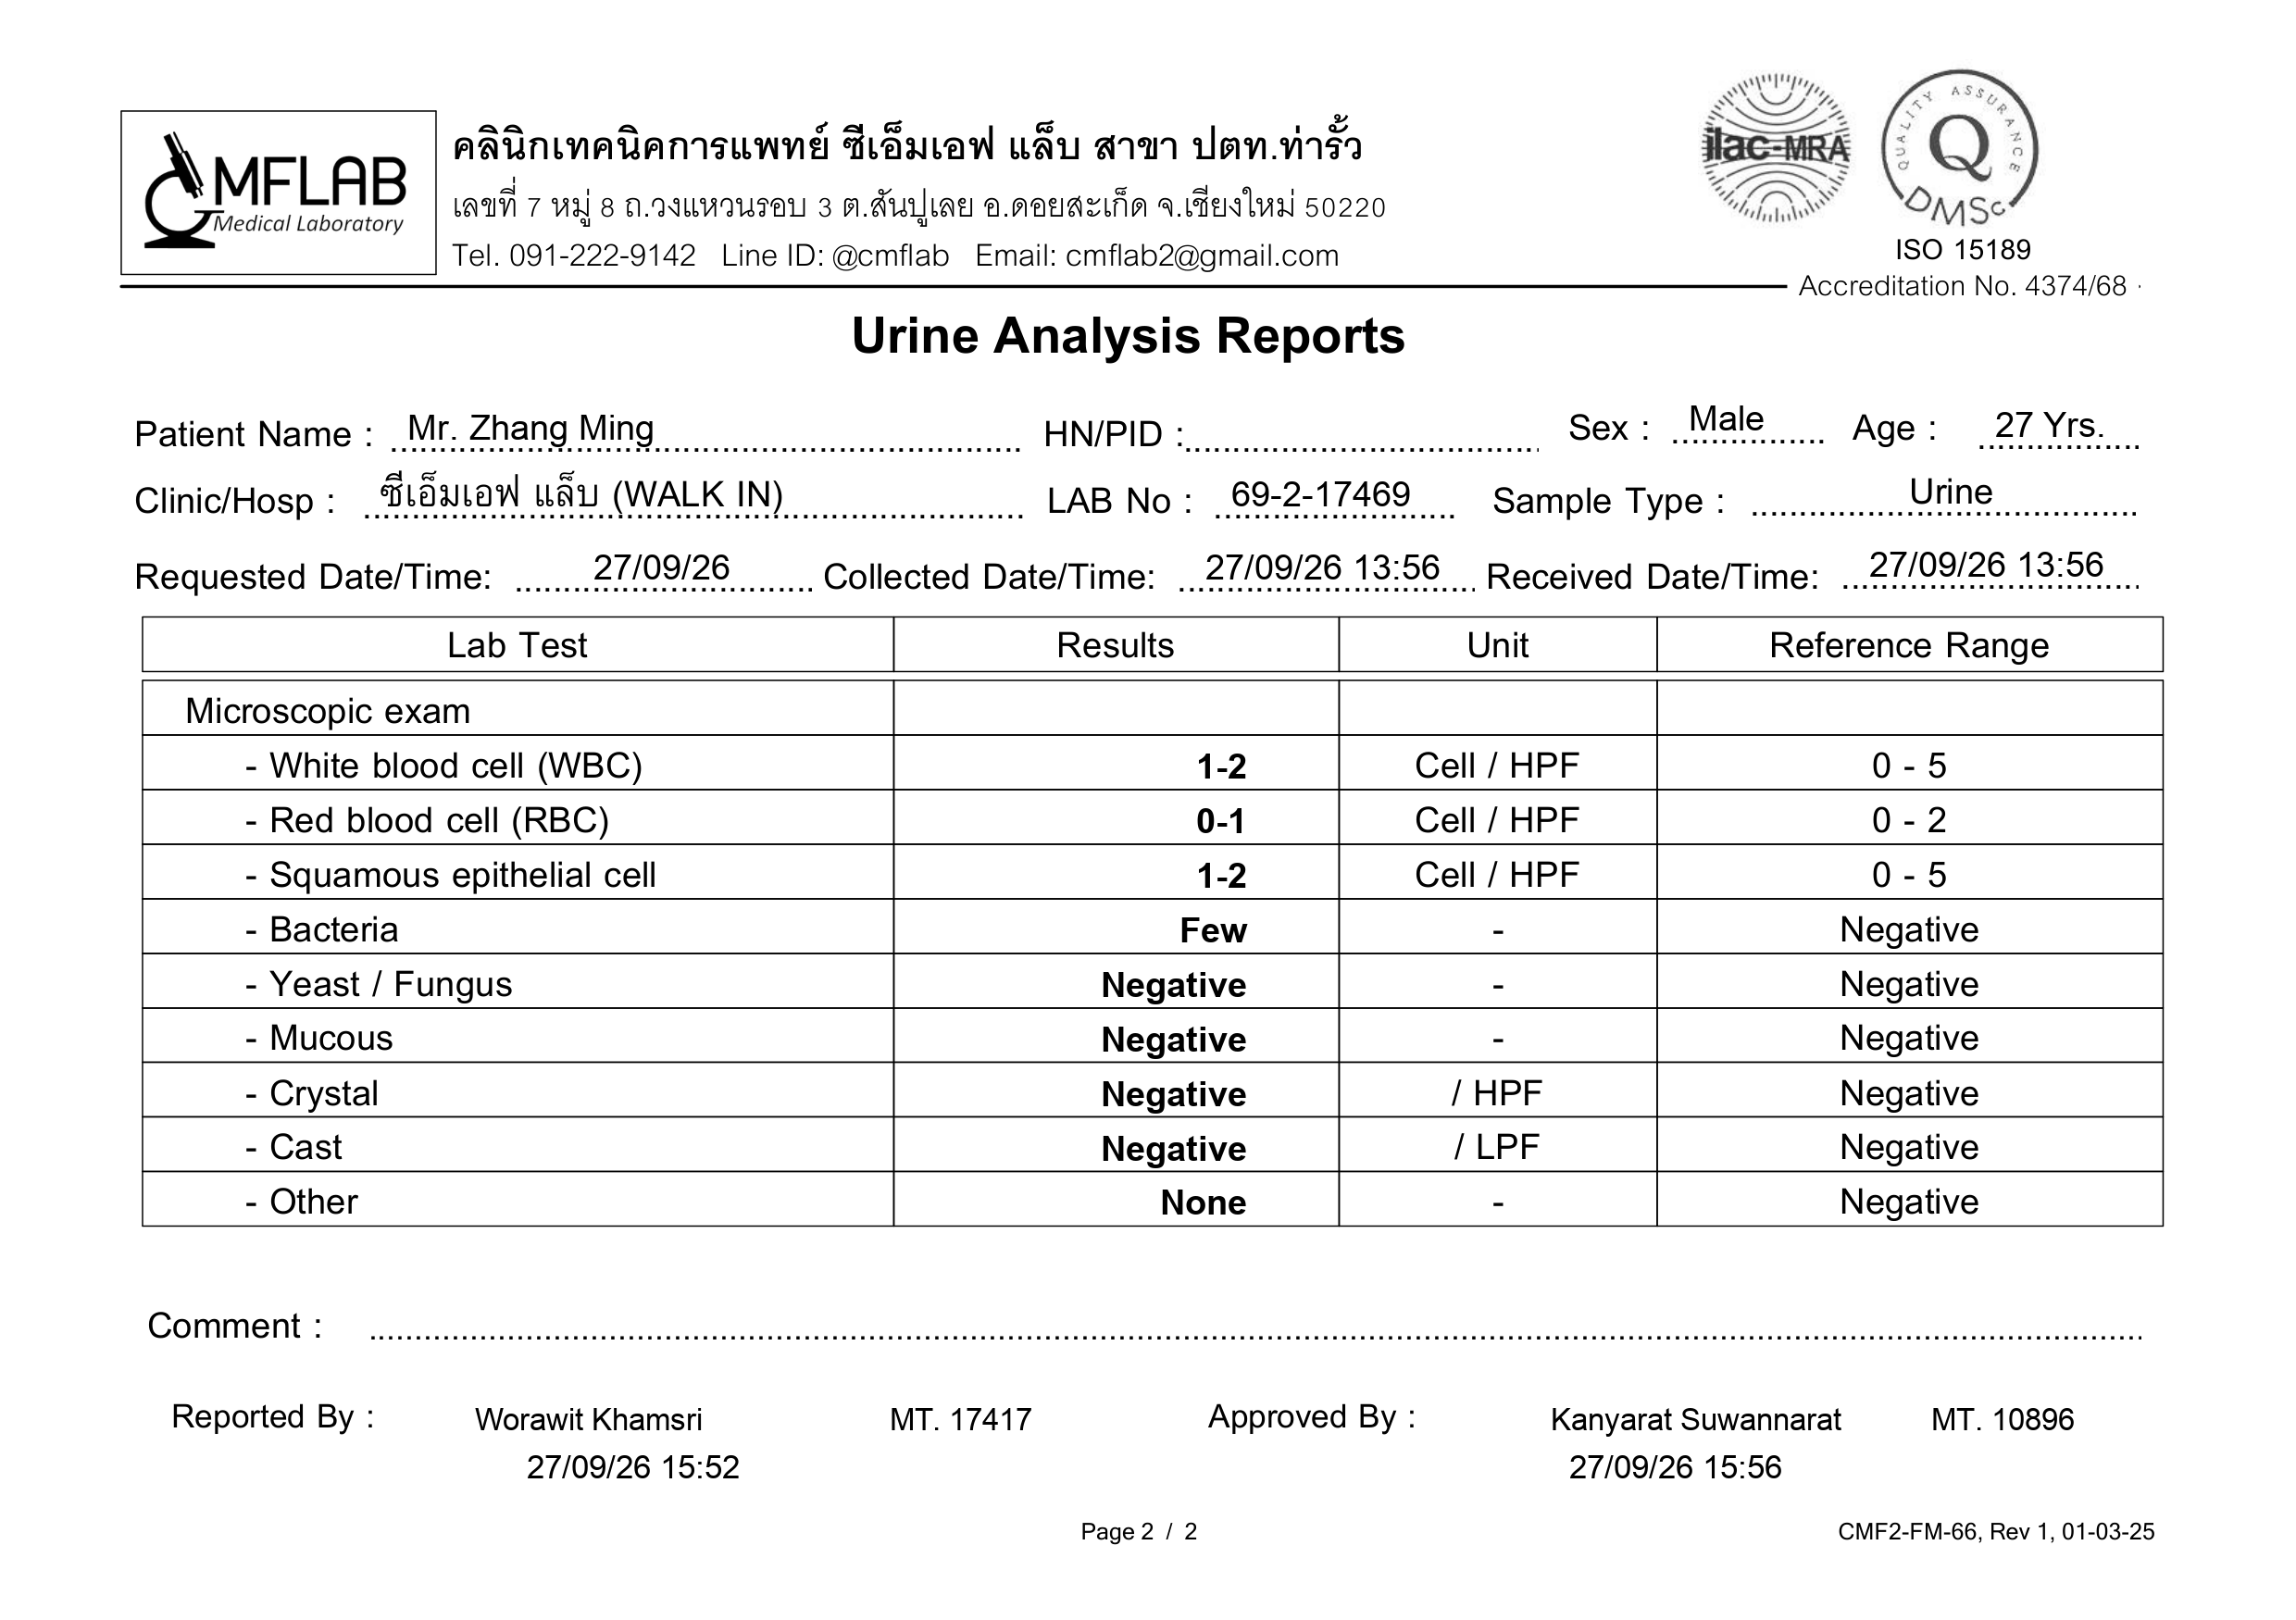 MFLAB
Medical Laboratory
คลินิกเทคนิคการแพทย์ ซีเอ็มเอฟ แล็บ สาขา ปตท.ท่ารั้ว
เลขที่ 7 หมู่ 8 ถ.วงแหวนรอบ 3 ต.สันปูเลย อ.ดอยสะเก็ด จ.เชียงใหม่ 50220
Tel. 091-222-9142 Line ID: @cmflab Email: cmflab2@gmail.com
ilac-MRA
QUALITY ASSURANCE
Q
DMSc
ISO 15189
Accreditation No. 4374/68
Urine Analysis Reports
Patient Name : Mr. Zhang Ming HN/PID : Sex : Male Age : 27 Yrs.
Clinic/Hosp : ซีเอ็มเอฟ แล็บ (WALK IN) LAB No : 69-2-17469 Sample Type : Urine
Requested Date/Time: 27/09/26 Collected Date/Time: 27/09/26 13:56 Received Date/Time: 27/09/26 13:56
Lab Test Results Unit Reference Range
Microscopic exam
- White blood cell (WBC) 1-2 Cell / HPF 0 - 5
- Red blood cell (RBC) 0-1 Cell / HPF 0 - 2
- Squamous epithelial cell 1-2 Cell / HPF 0 - 5
- Bacteria Few - Negative
- Yeast / Fungus Negative - Negative
- Mucous Negative - Negative
- Crystal Negative / HPF Negative
- Cast Negative / LPF Negative
- Other None - Negative
Comment :
Reported By : Worawit Khamsri MT. 17417 Approved By : Kanyarat Suwannarat MT. 10896
27/09/26 15:52 27/09/26 15:56
Page 2 / 2 CMF2-FM-66, Rev 1, 01-03-25